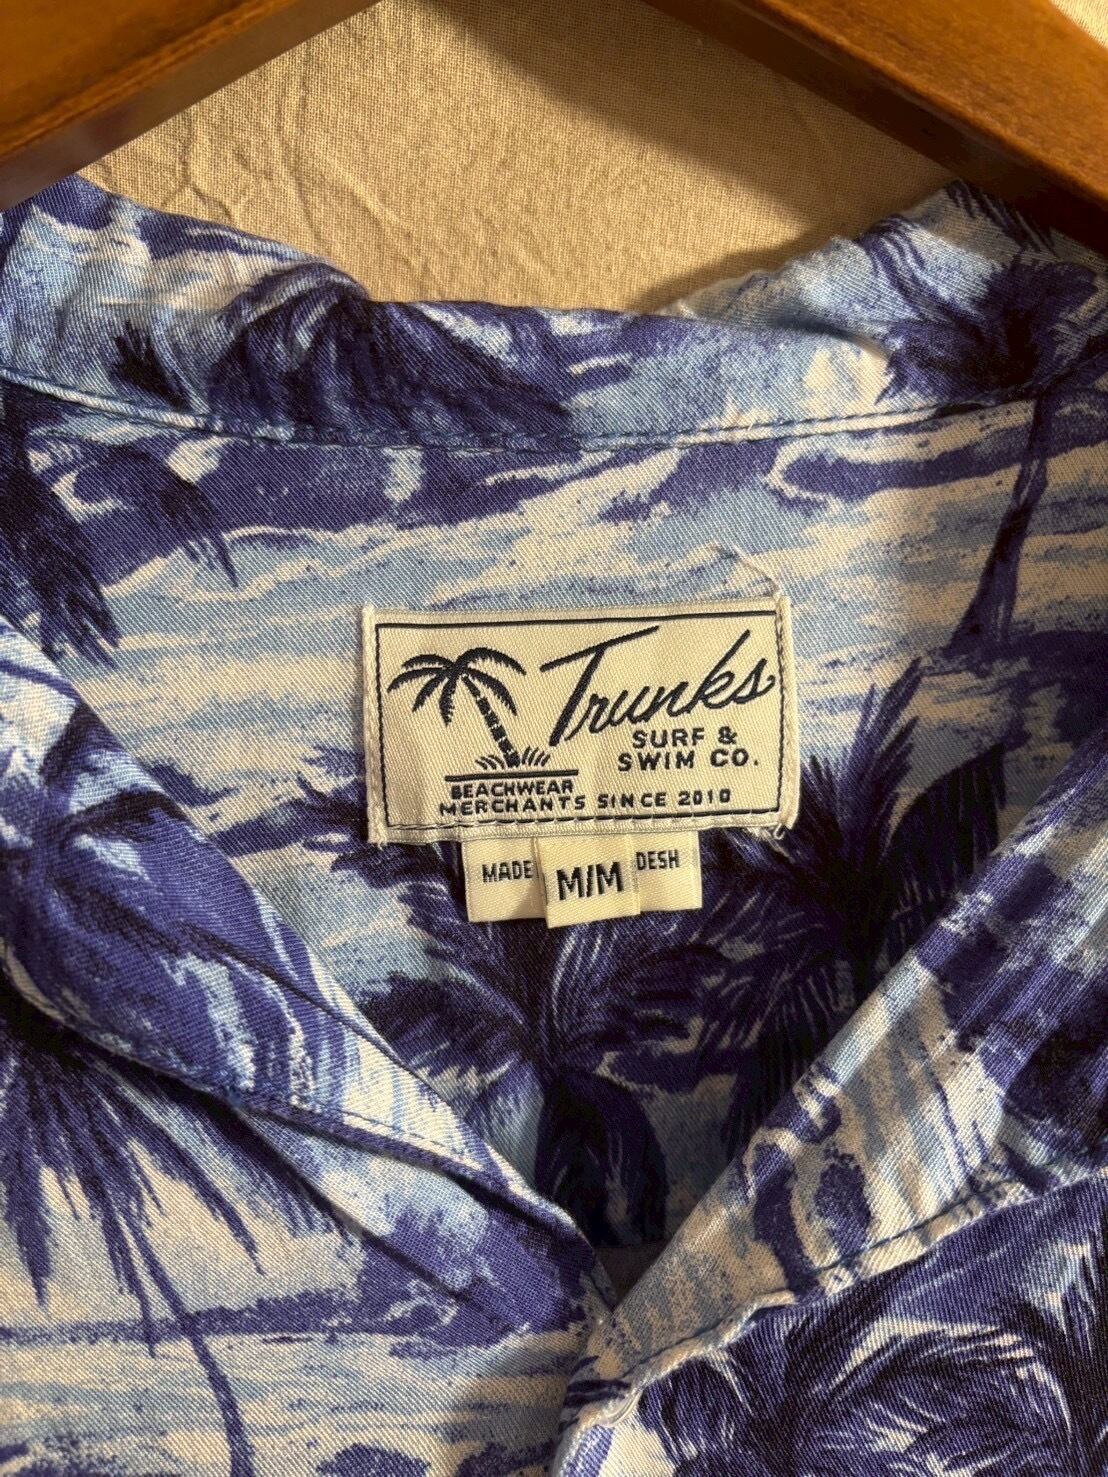 Trunks
SURF &
SWIM CO.
BEACHWEAR
MERCHANTS SINCE 2010
MADE
M/M
DESH